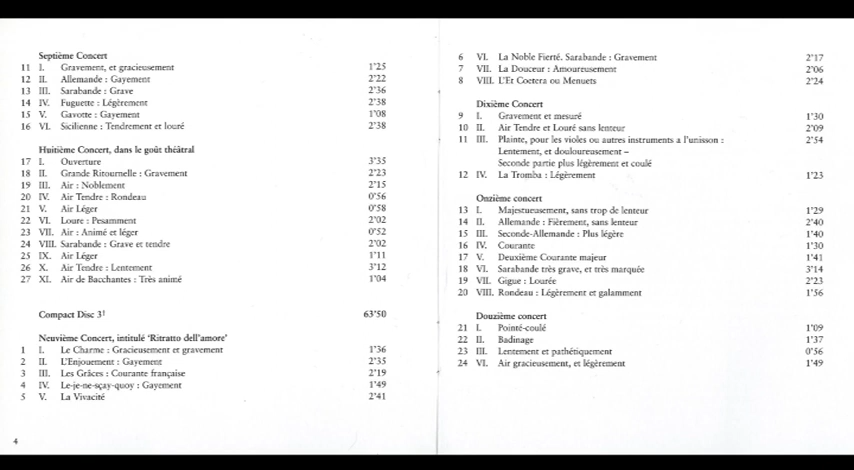 Septième Concert
11 I. Gravement, et gracieusement 1'25
12 II. Allemande : Gayement 2'22
13 III. Sarabande : Grave 2'36
14 IV. Fuguette : Légèrement 2'38
15 V. Gavotte : Gayement 1'08
16 VI. Sicilienne : Tendrement et louré 2'38
Huitième Concert, dans le goût théâtral
17 I. Ouverture 3'35
18 II. Grande Ritournelle : Gravement 2'23
19 III. Air : Noblement 2'15
20 IV. Air Tendre : Rondeau 0'56
21 V. Air Léger 0'58
22 VI. Loure : Pesamment 2'02
23 VII. Air : Animé et léger 0'52
24 VIII. Sarabande : Grave et tendre 2'02
25 IX. Air Léger 1'11
26 X. Air Tendre : Lentement 3'12
27 XI. Air de Bacchantes : Très animé 1'04
Compact Disc 3† 63'50
Neuvième Concert, intitulé 'Ritratto dell'amore'
1 I. Le Charme : Gracieusement et gravement 1'36
2 II. L'Enjouement : Gayement 2'35
3 III. Les Grâces : Courante française 2'19
4 IV. Le-je-ne-sçay-quoy : Gayement 1'49
5 V. La Vivacité 2'41
4
6 VI. La Noble Fierté. Sarabande : Gravement 2'17
7 VII. La Douceur : Amoureusement 2'06
8 VIII. L'Et Coetera ou Menuets 2'24
Dixième Concert
9 I. Gravement et mesuré 1'30
10 II. Air Tendre et Louré sans lenteur 2'09
11 III. Plainte, pour les violes ou autres instruments a l'unisson : 2'54
Lentement, et douloureusement –
Seconde partie plus légèrement et coulé
12 IV. La Tromba : Légèrement 1'23
Onzième concert
13 I. Majestueusement, sans trop de lenteur 1'29
14 II. Allemande : Fièrement, sans lenteur 2'40
15 III. Seconde-Allemande : Plus légère 1'40
16 IV. Courante 1'30
17 V. Deuxième Courante majeur 1'41
18 VI. Sarabande très grave, et très marquée 3'14
19 VII. Gigue : Lourée 2'23
20 VIII. Rondeau : Légèrement et galamment 1'56
Douzième concert
21 I. Pointé-coulé 1'09
22 II. Badinage 1'37
23 III. Lentement et pathétiquement 0'56
24 VI. Air gracieusement, et légèrement 1'49